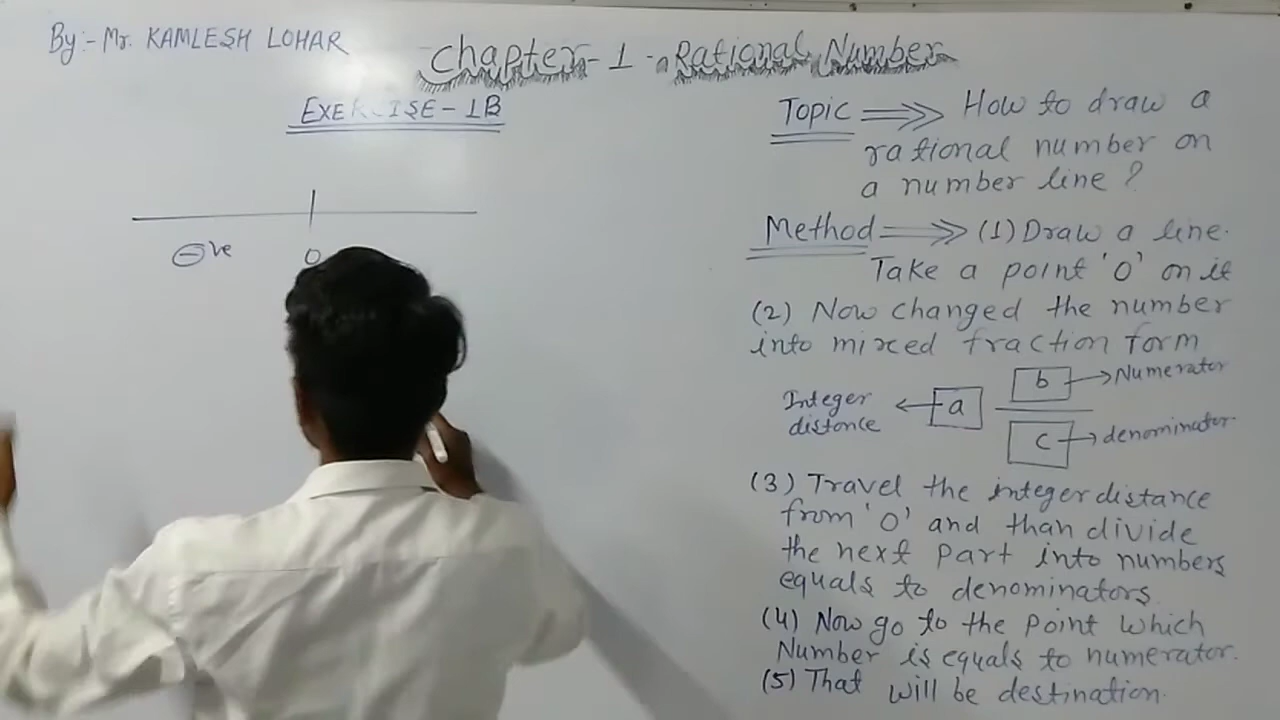 By:- Mr. KAMLESH LOHAR
Chapter-1- Rational Number
EXERCISE-1B
⊖ve
0
Topic ⟹ How to draw a
rational number on
a number line?
Method ⟹ (1) Draw a line.
Take a point 'O' on it
(2) Now changed the number
into mixed fraction form
Integer
distance
a
b
Numerator
c
denominator
(3) Travel the integer distance
from 'O' and than divide
the next part into numbers
equals to denominators
(4) Now go to the point which
Number is equals to numerator.
(5) That will be destination.